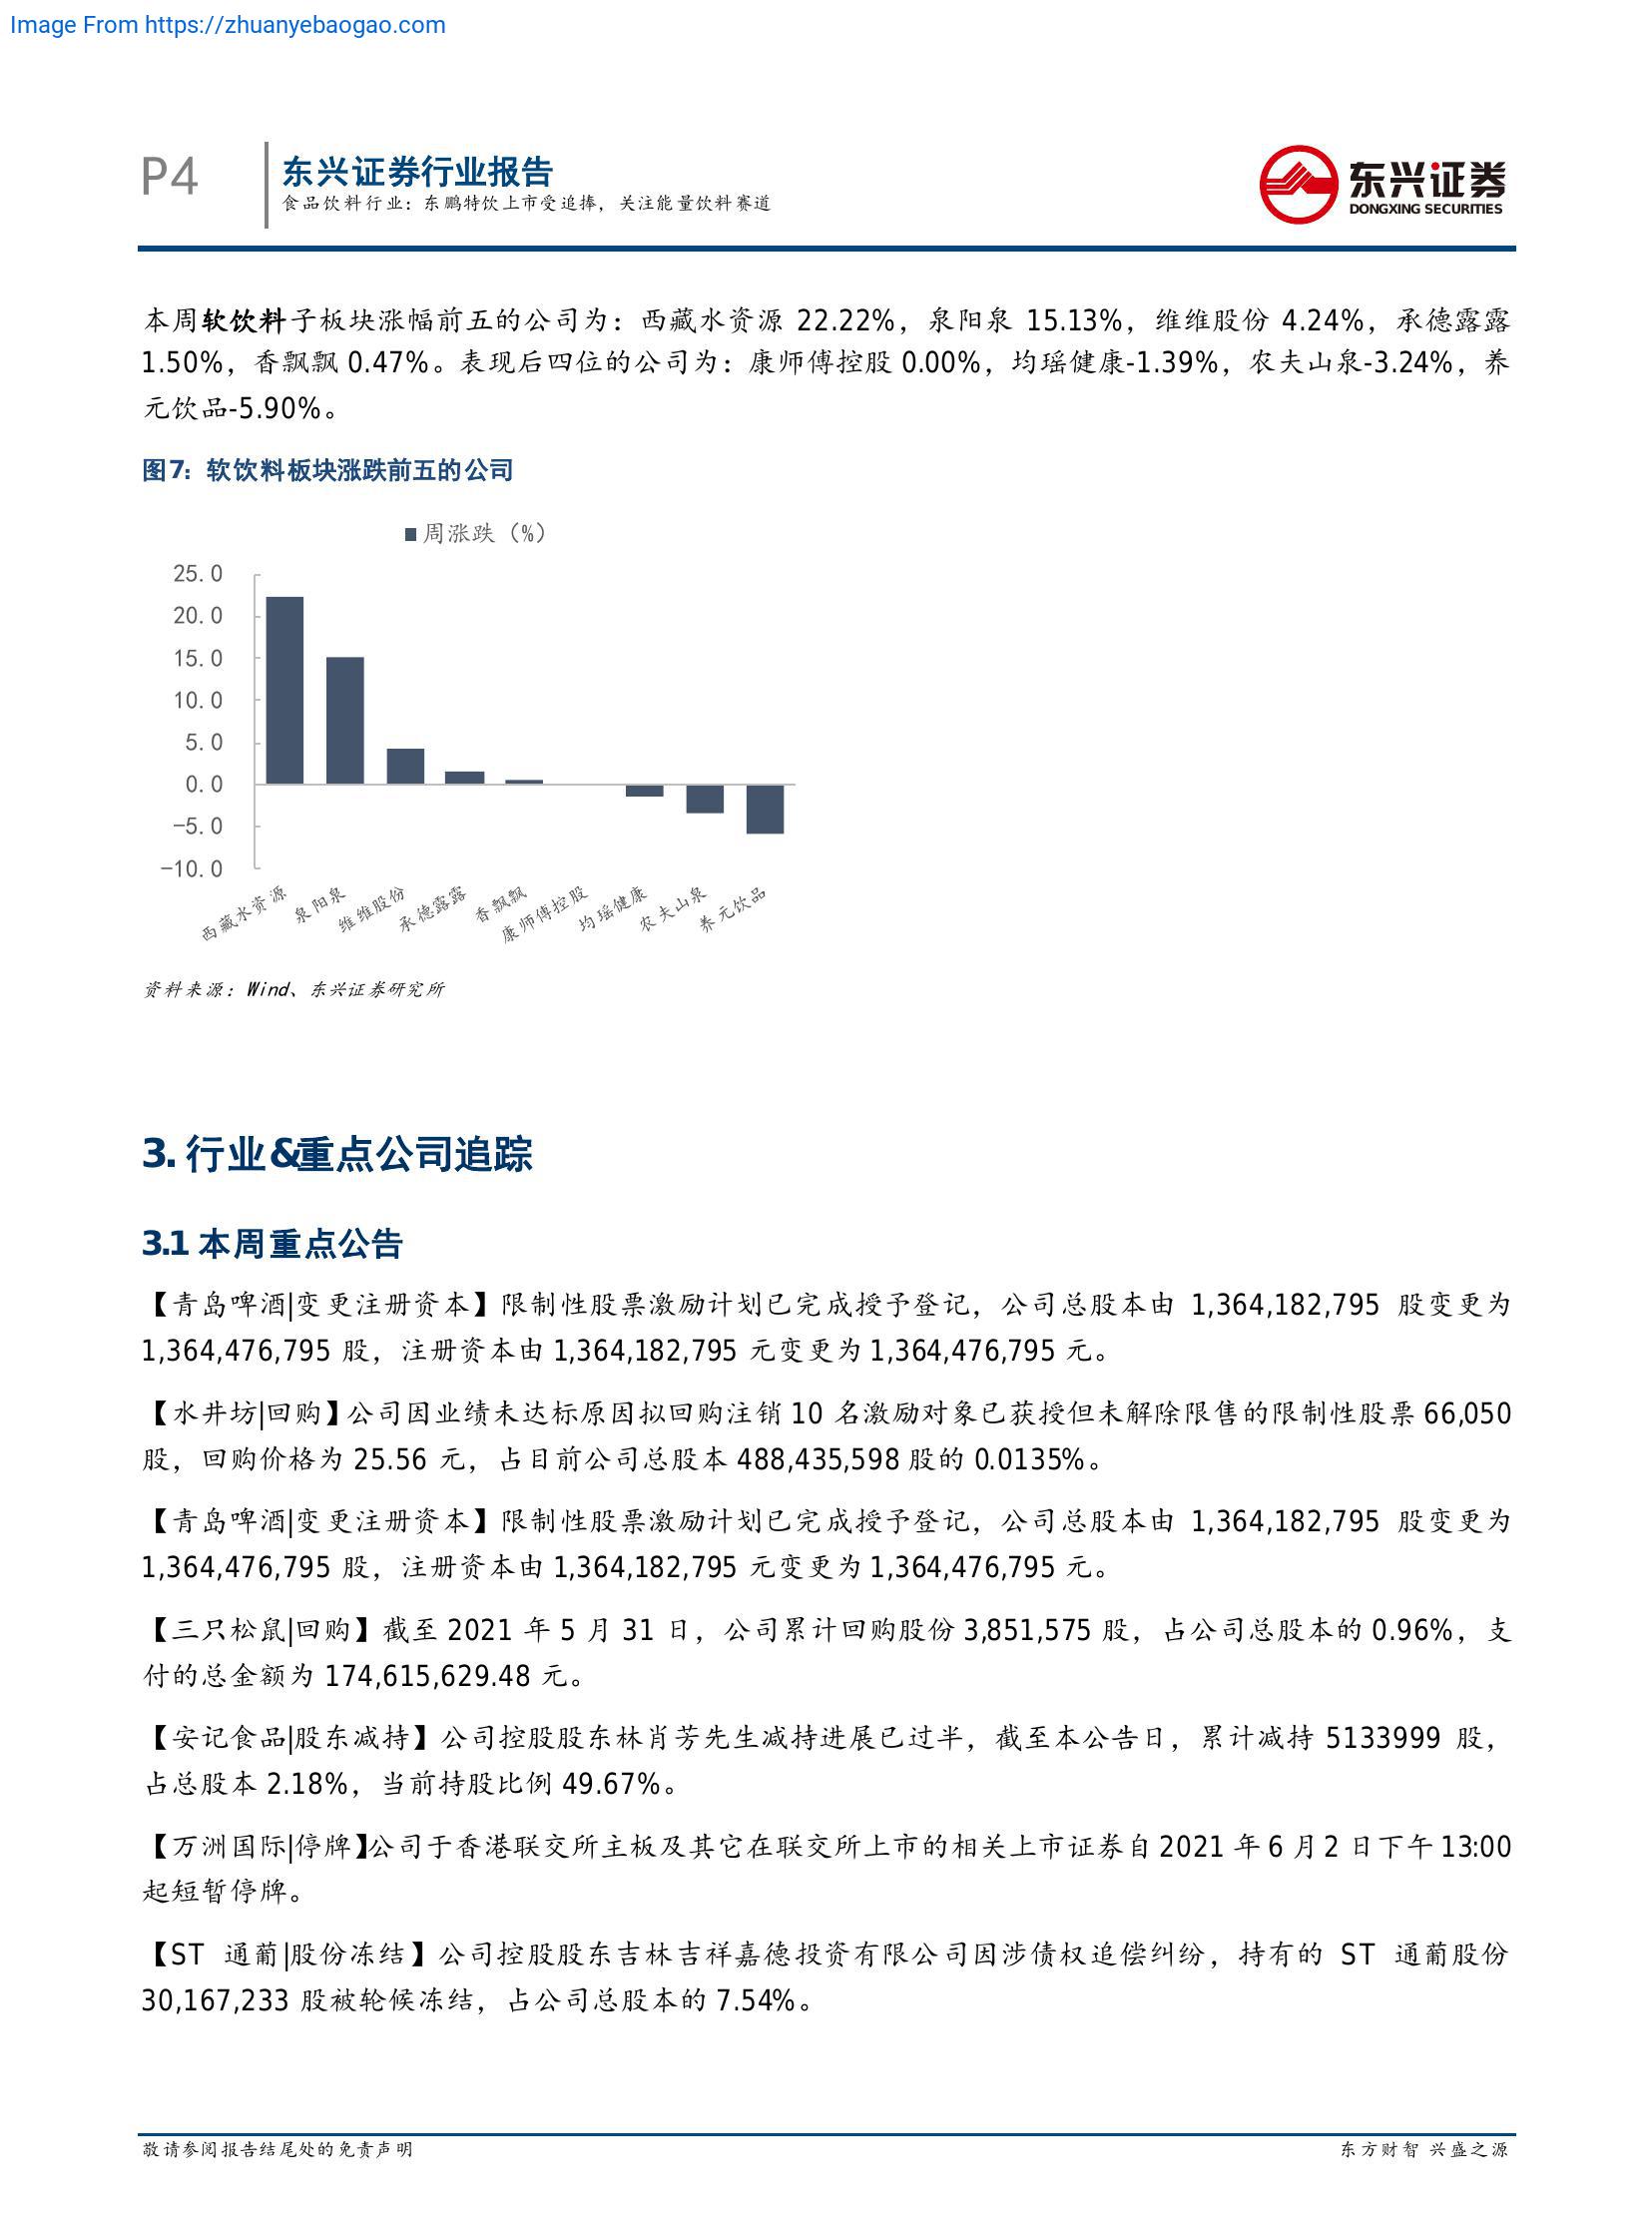 Image From https://zhuanyebaogao.com
P4
东兴证券行业报告
食品饮料行业：东鹏特饮上市受追捧，关注能量饮料赛道
东兴证券
DONGXING SECURITIES
本周软饮料子板块涨幅前五的公司为：西藏水资源 22.22%，泉阳泉 15.13%，维维股份 4.24%，承德露露
1.50%，香飘飘 0.47%。表现后四位的公司为：康师傅控股 0.00%，均瑶健康-1.39%，农夫山泉-3.24%，养
元饮品-5.90%。
图7：软饮料板块涨跌前五的公司
周涨跌（%）
25.0
20.0
15.0
10.0
5.0
0.0
-5.0
-10.0
西藏水资源
泉阳泉
维维股份
承德露露
香飘飘
康师傅控股
均瑶健康
农夫山泉
养元饮品
资料来源：Wind、东兴证券研究所
3. 行业&重点公司追踪
3.1 本周重点公告
【青岛啤酒|变更注册资本】限制性股票激励计划已完成授予登记，公司总股本由 1,364,182,795 股变更为
1,364,476,795 股，注册资本由 1,364,182,795 元变更为 1,364,476,795 元。
【水井坊|回购】公司因业绩未达标原因拟回购注销 10 名激励对象已获授但未解除限售的限制性股票 66,050
股，回购价格为 25.56 元，占目前公司总股本 488,435,598 股的 0.0135%。
【青岛啤酒|变更注册资本】限制性股票激励计划已完成授予登记，公司总股本由 1,364,182,795 股变更为
1,364,476,795 股，注册资本由 1,364,182,795 元变更为 1,364,476,795 元。
【三只松鼠|回购】截至 2021 年 5 月 31 日，公司累计回购股份 3,851,575 股，占公司总股本的 0.96%，支
付的总金额为 174,615,629.48 元。
【安记食品|股东减持】公司控股股东林肖芳先生减持进展已过半，截至本公告日，累计减持 5133999 股，
占总股本 2.18%，当前持股比例 49.67%。
【万洲国际|停牌】公司于香港联交所主板及其它在联交所上市的相关上市证券自 2021 年 6 月 2 日下午 13:00
起短暂停牌。
【ST 通葡|股份冻结】公司控股股东吉林吉祥嘉德投资有限公司因涉债权追偿纠纷，持有的 ST 通葡股份
30,167,233 股被轮候冻结，占公司总股本的 7.54%。
敬请参阅报告结尾处的免责声明
东方财智 兴盛之源